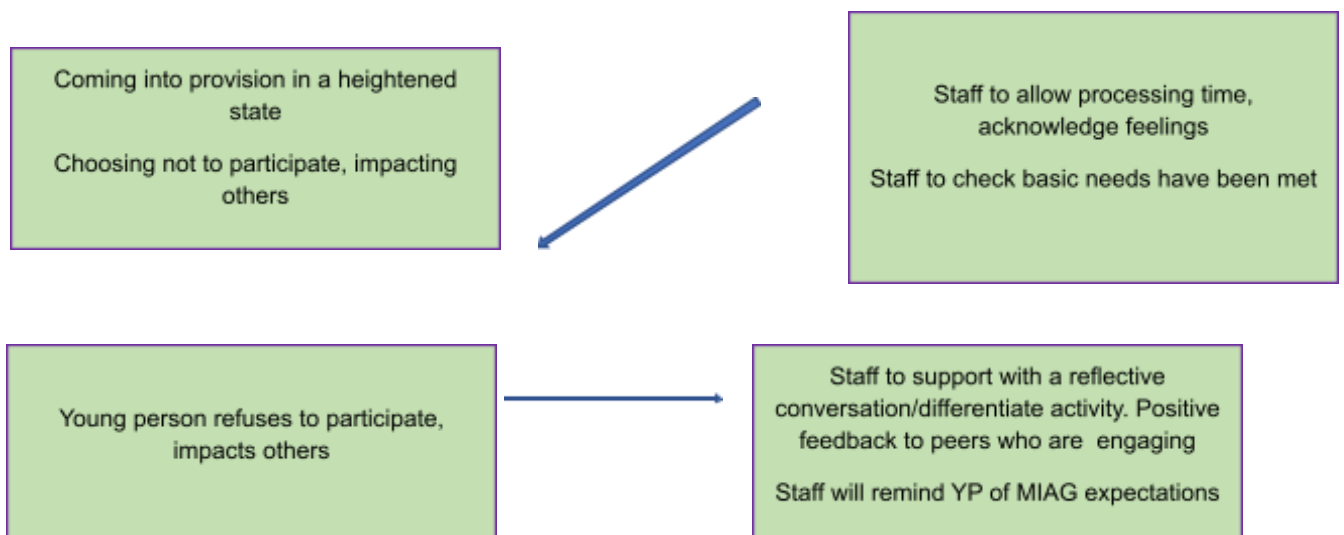 Coming into provision in a heightened
state
Choosing not to participate, impacting
others
Staff to allow processing time,
acknowledge feelings
Staff to check basic needs have been met
Young person refuses to participate,
impacts others
Staff to support with a reflective
conversation/differentiate activity. Positive
feedback to peers who are engaging
Staff will remind YP of MIAG expectations